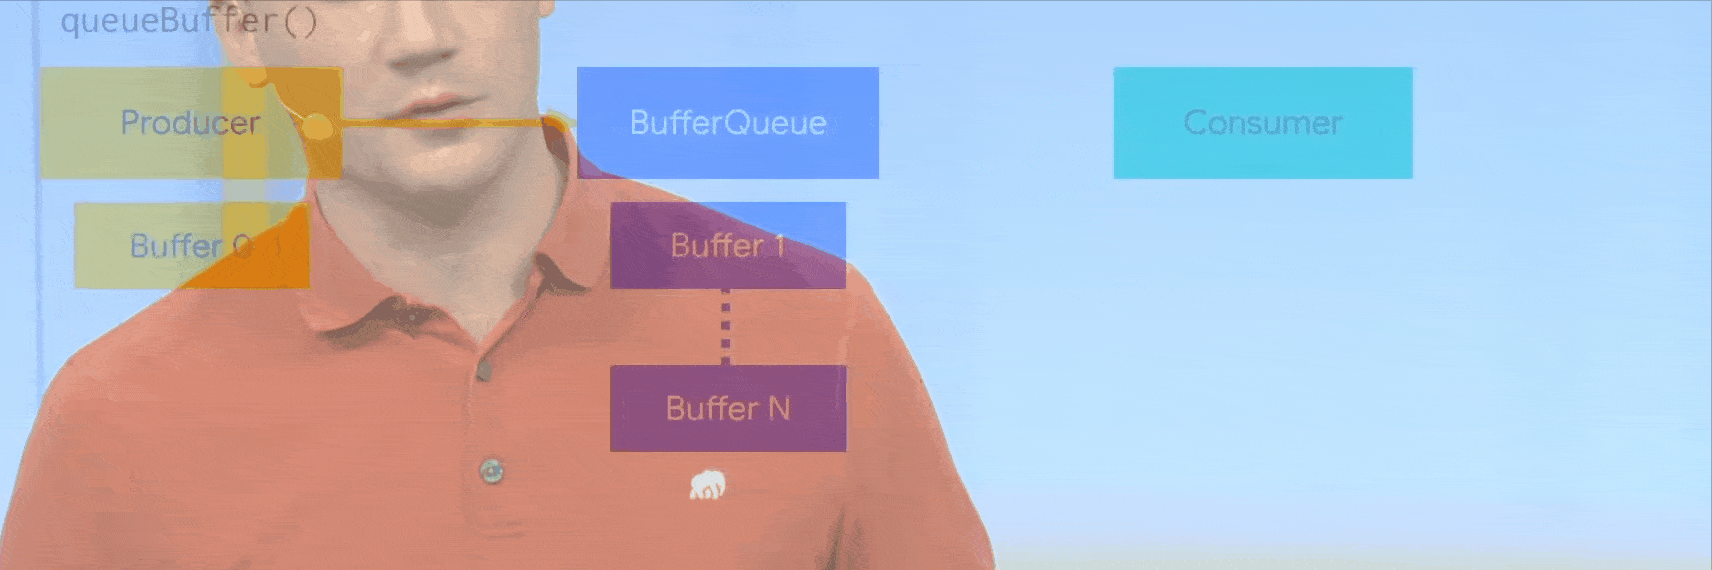 queueBuffer()
Producer
BufferQueue
Consumer
Buffer 0
Buffer 1
Buffer N